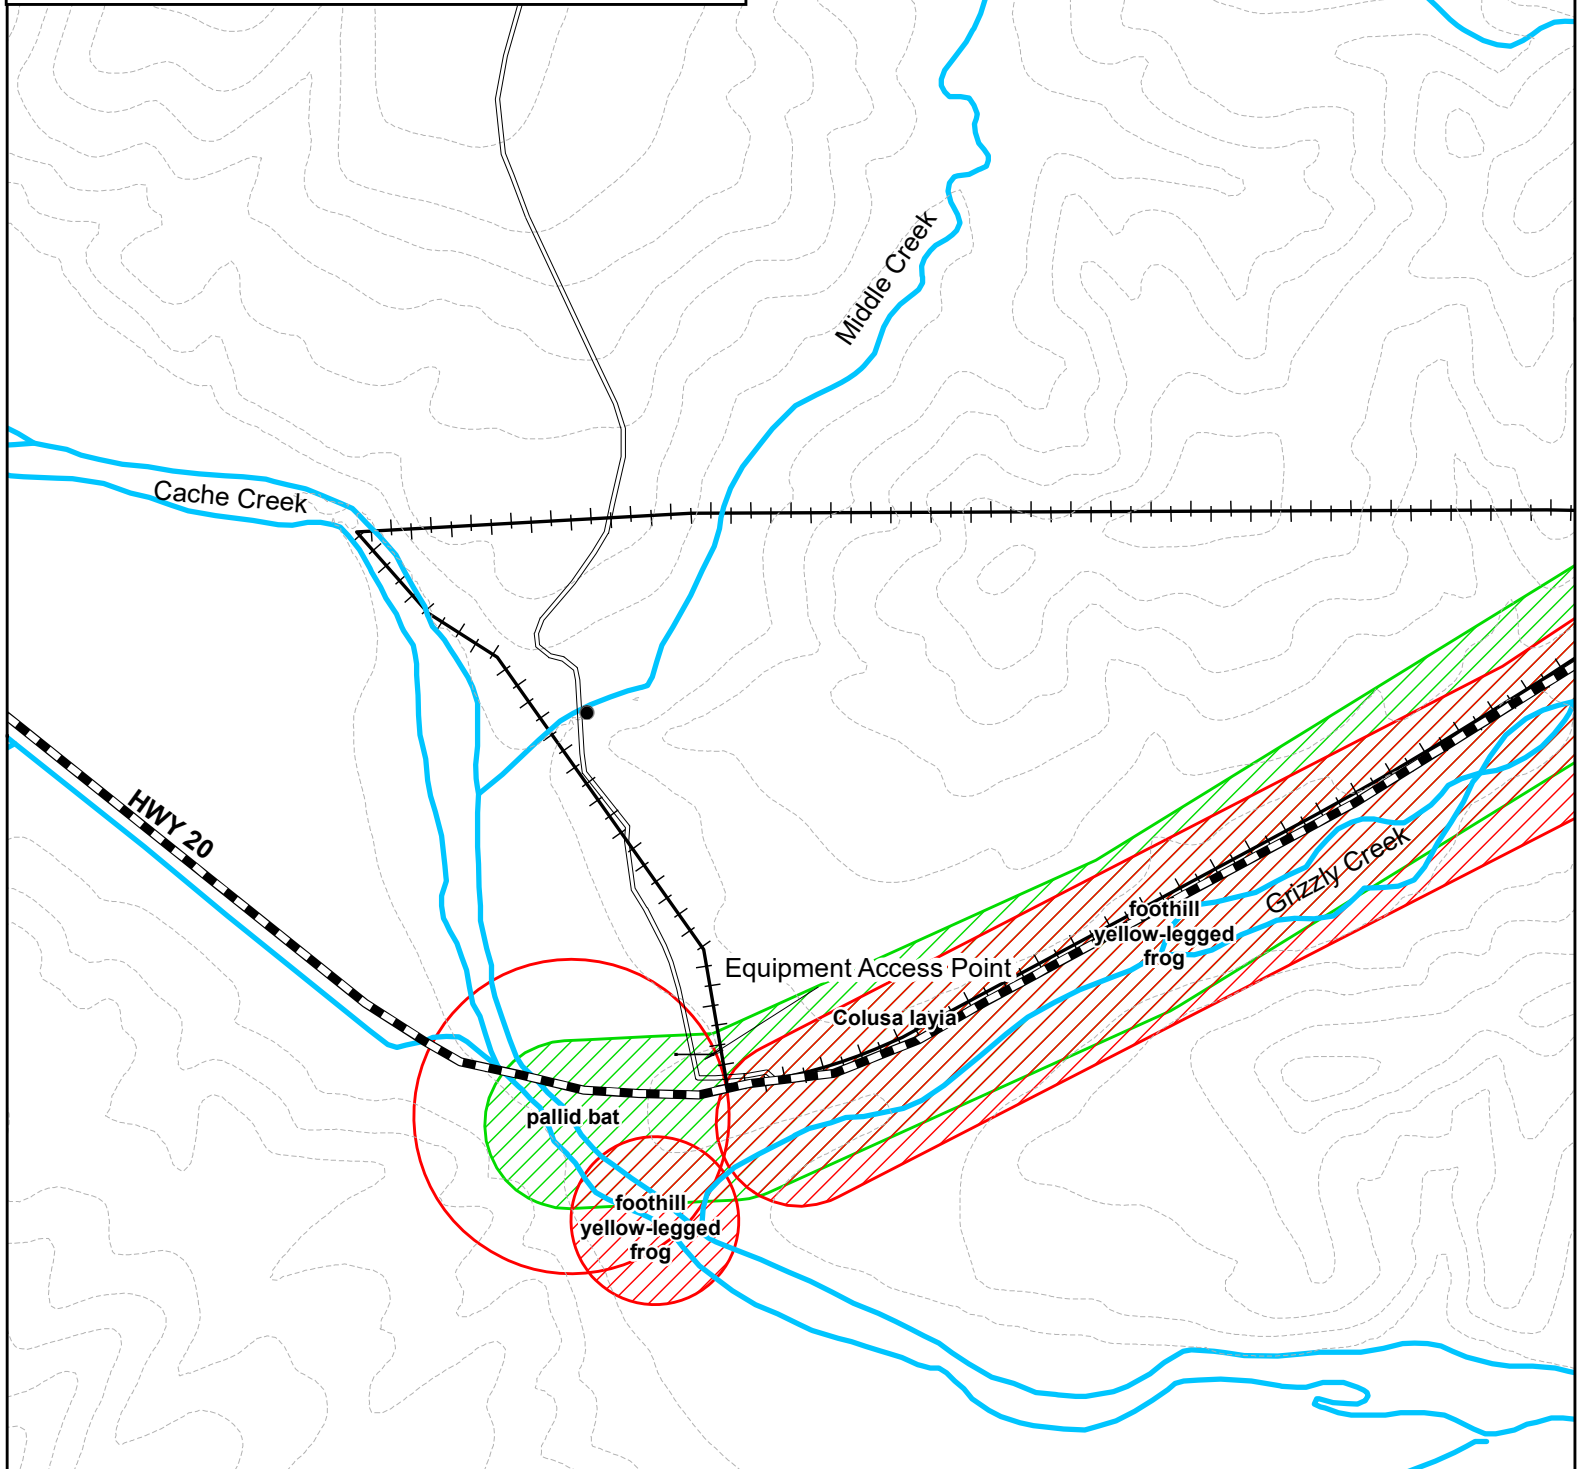 Middle Creek
Cache Creek
HWY 20
Grizzly Creek
foothill
yellow-legged
frog
Equipment Access Point
Colusa layia
pallid bat
foothill
yellow-legged
frog